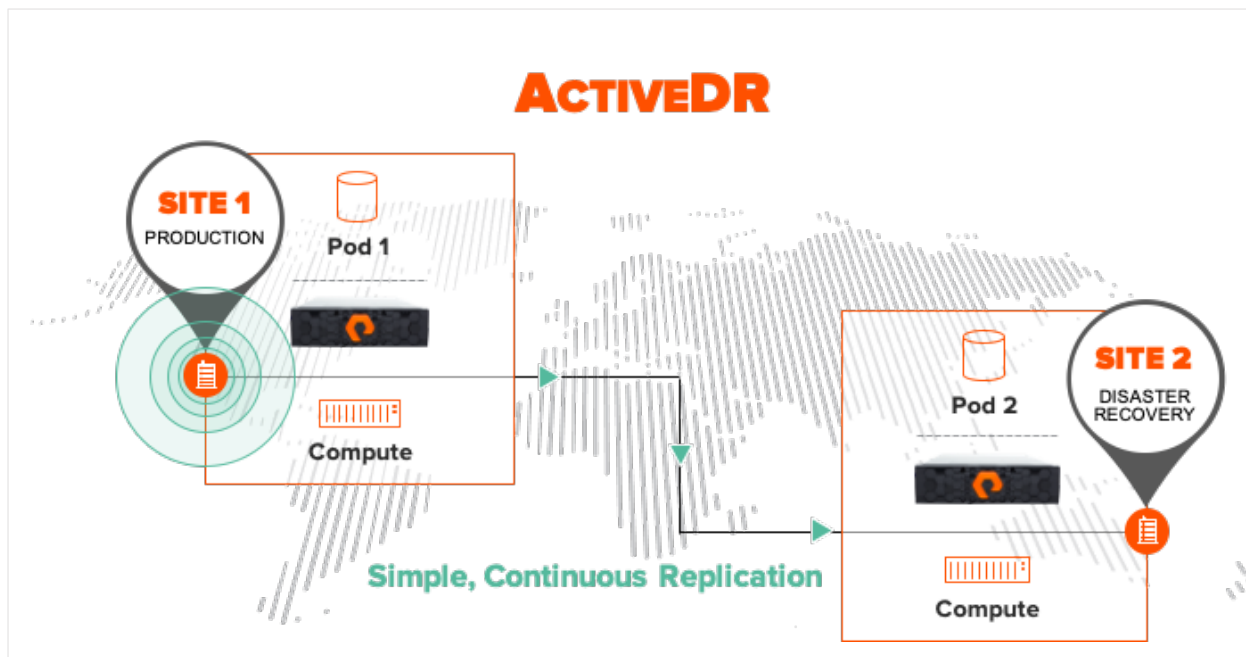 ACTIVEDR
SITE 1
PRODUCTION
Pod 1
Compute
SITE 2
DISASTER
RECOVERY
Pod 2
Compute
Simple, Continuous Replication